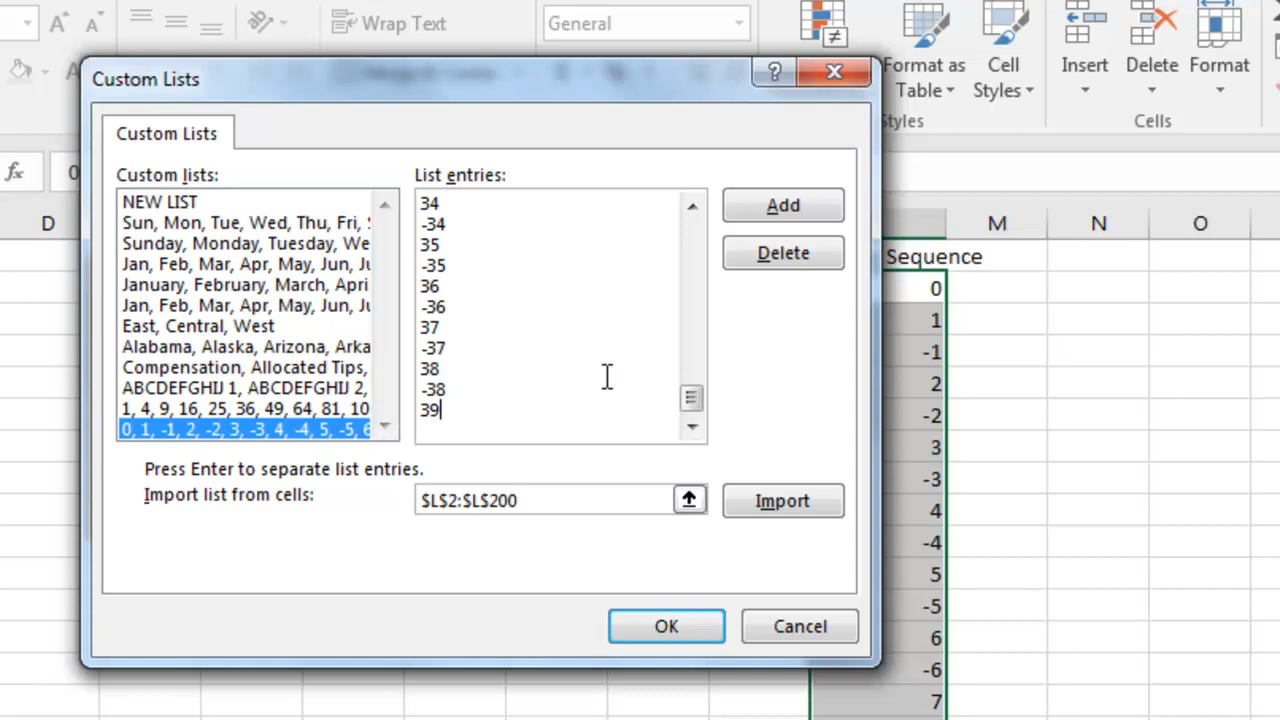 Wrap Text
General
Format as
Table
Cell
Styles
Insert
Delete
Format
Styles
Cells
Custom Lists
?
Custom Lists
fx
0
D
M
N
O
Custom lists:
NEW LIST
Sun, Mon, Tue, Wed, Thu, Fri, S
Sunday, Monday, Tuesday, We
Jan, Feb, Mar, Apr, May, Jun, Ju
January, February, March, Apri
Jan, Feb, Mar, Apr, May, Jun, Ju
East, Central, West
Alabama, Alaska, Arizona, Arka
Compensation, Allocated Tips,
ABCDEFGHIJ 1, ABCDEFGHIJ 2,
1, 4, 9, 16, 25, 36, 49, 64, 81, 10
0, 1, -1, 2, -2, 3, -3, 4, -4, 5, -5, 6
List entries:
34
-34
35
-35
36
-36
37
-37
38
-38
39
Add
Delete
Press Enter to separate list entries.
Import list from cells:
$L$2:$L$200
Import
OK
Cancel
Sequence
0
1
-1
2
-2
3
-3
4
-4
5
-5
6
-6
7